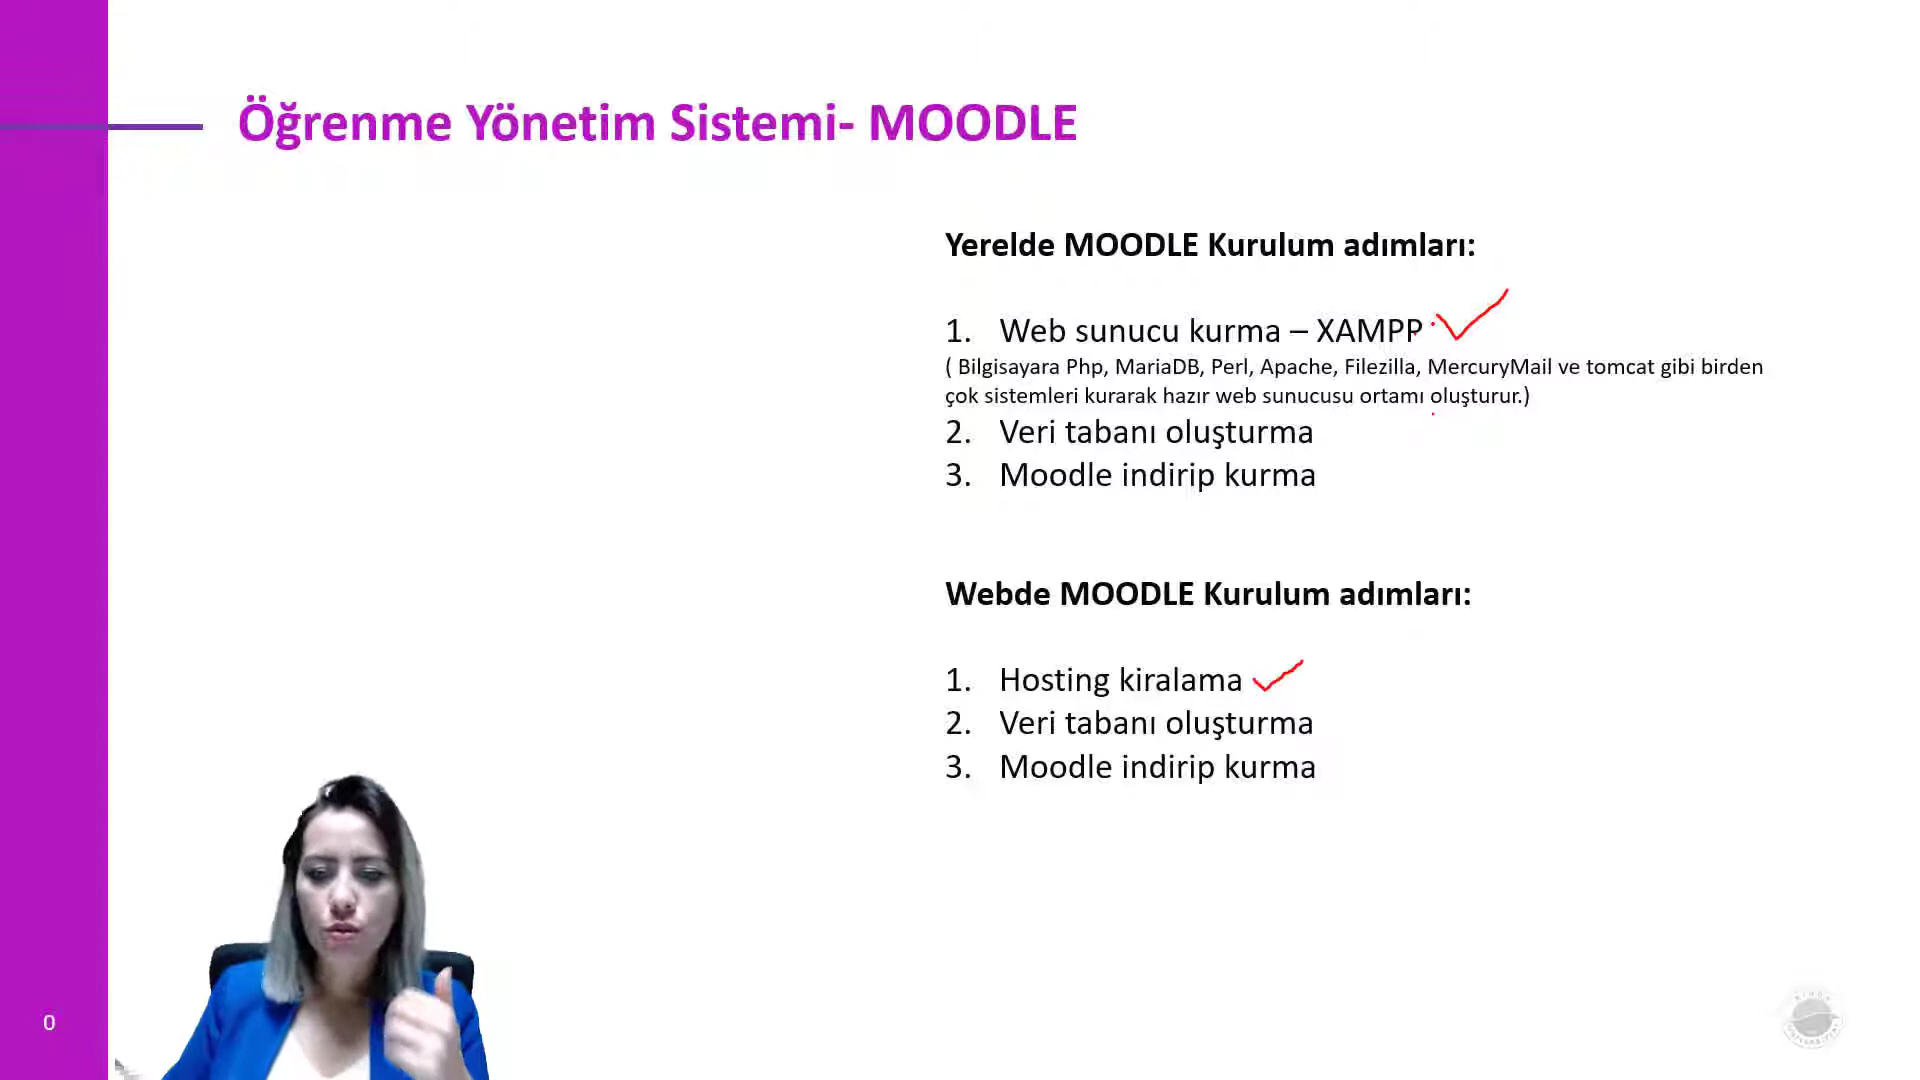 Öğrenme Yönetim Sistemi- MOODLE
Yerelde MOODLE Kurulum adımları:
1. Web sunucu kurma – XAMPP
( Bilgisayara Php, MariaDB, Perl, Apache, Filezilla, MercuryMail ve tomcat gibi birden
çok sistemleri kurarak hazır web sunucusu ortamı oluşturur.)
2. Veri tabanı oluşturma
3. Moodle indirip kurma
Webde MOODLE Kurulum adımları:
1. Hosting kiralama
2. Veri tabanı oluşturma
3. Moodle indirip kurma
0